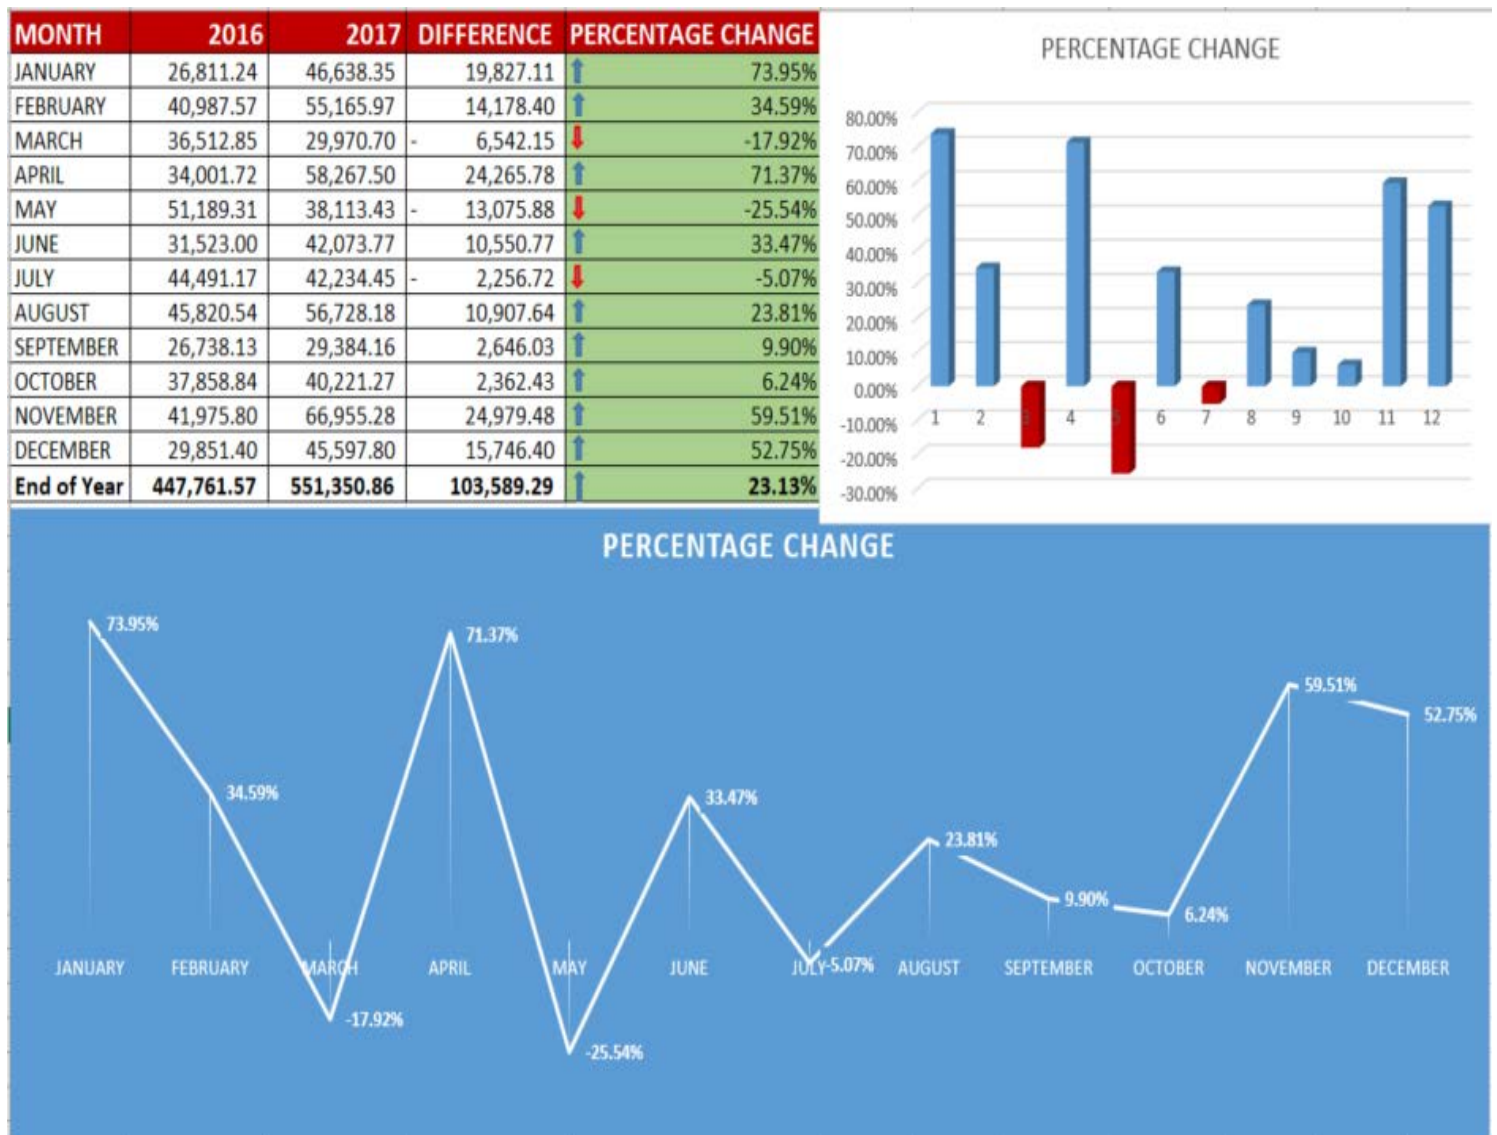 MONTH 2016 2017 DIFFERENCE PERCENTAGE CHANGE
JANUARY 26,811.24 46,638.35 19,827.11 73.95%
FEBRUARY 40,987.57 55,165.97 14,178.40 34.59%
MARCH 36,512.85 29,970.70 - 6,542.15 -17.92%
APRIL 34,001.72 58,267.50 24,265.78 71.37%
MAY 51,189.31 38,113.43 - 13,075.88 -25.54%
JUNE 31,523.00 42,073.77 10,550.77 33.47%
JULY 44,491.17 42,234.45 - 2,256.72 -5.07%
AUGUST 45,820.54 56,728.18 10,907.64 23.81%
SEPTEMBER 26,738.13 29,384.16 2,646.03 9.90%
OCTOBER 37,858.84 40,221.27 2,362.43 6.24%
NOVEMBER 41,975.80 66,955.28 24,979.48 59.51%
DECEMBER 29,851.40 45,597.80 15,746.40 52.75%
End of Year 447,761.57 551,350.86 103,589.29 23.13%
PERCENTAGE CHANGE
80.00%
70.00%
60.00%
50.00%
40.00%
30.00%
20.00%
10.00%
0.00%
-10.00%
-20.00%
-30.00%
1 2 3 4 5 6 7 8 9 10 11 12
PERCENTAGE CHANGE
73.95%
34.59%
-17.92%
71.37%
-25.54%
33.47%
-5.07%
23.81%
9.90%
6.24%
59.51%
52.75%
JANUARY FEBRUARY MARCH APRIL MAY JUNE JULY AUGUST SEPTEMBER OCTOBER NOVEMBER DECEMBER